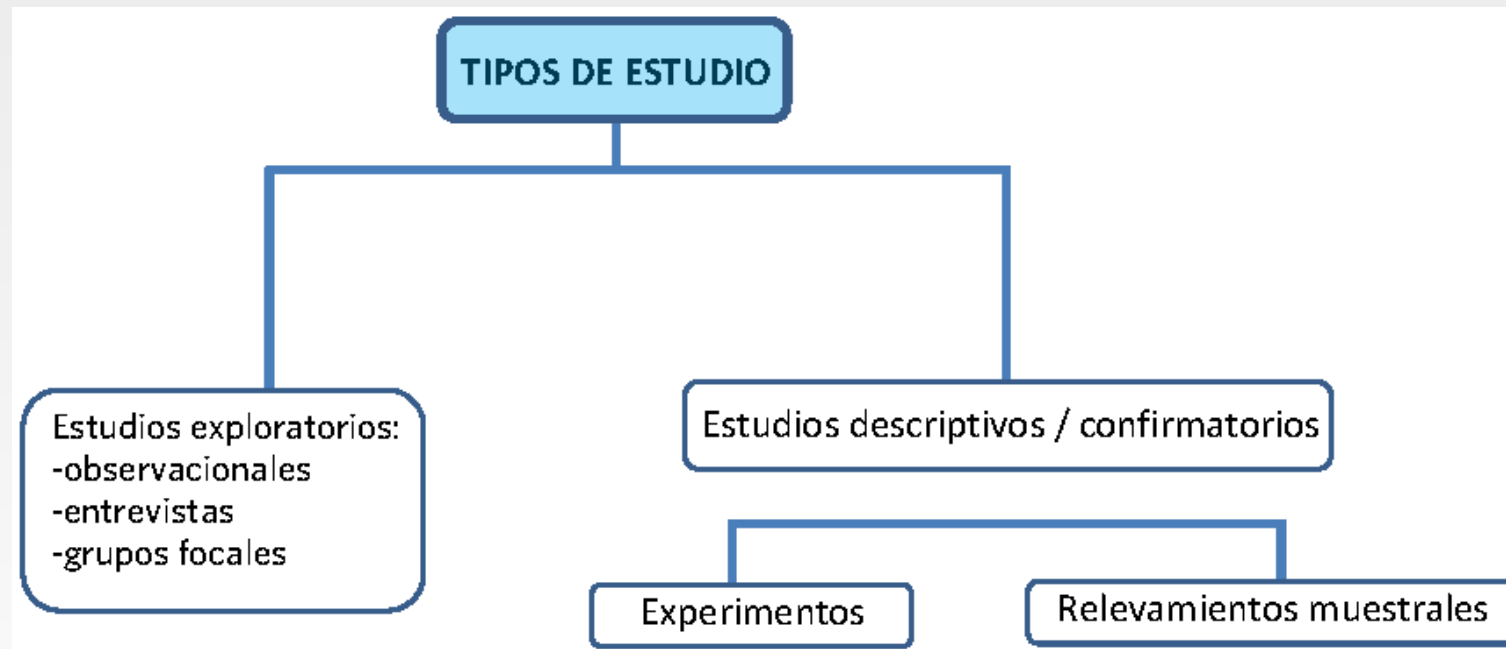 TIPOS DE ESTUDIO
Estudios exploratorios:
-observacionales
-entrevistas
-grupos focales
Estudios descriptivos / confirmatorios
Experimentos
Relevamientos muestrales